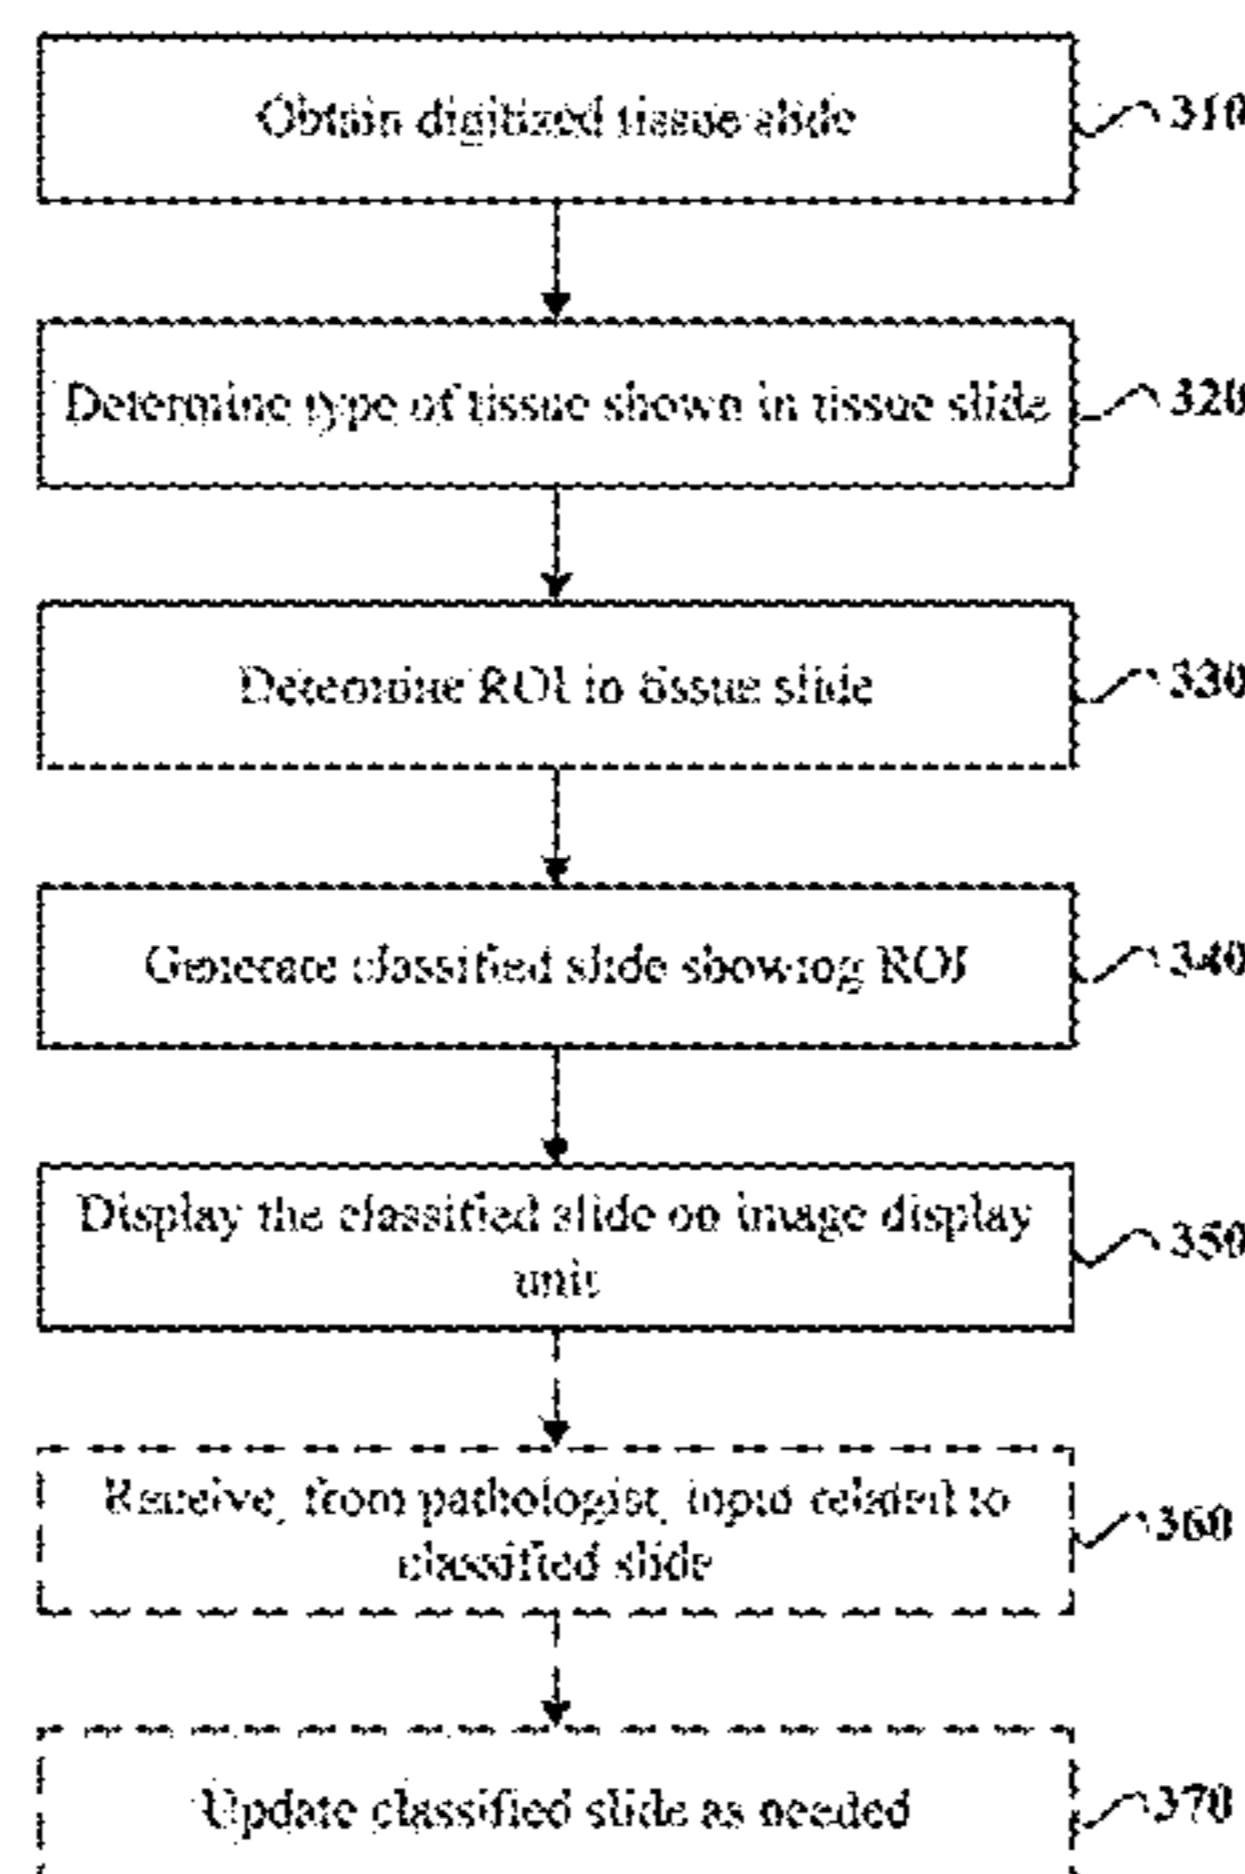 Obtain digitized tissue slide
310
Determine type of tissue shown in tissue slide
320
Determine ROI in tissue slide
330
Generate classified slide showing ROI
340
Display the classified slide on image display
unit
350
Receive, from pathologist, input related to
classified slide
360
Update classified slide as needed
370